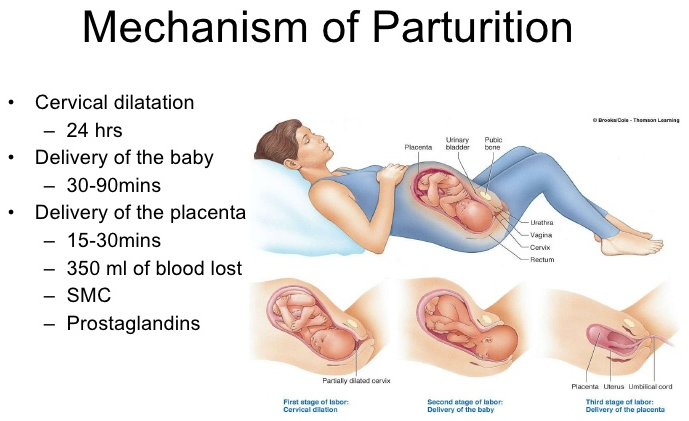 Mechanism of Parturition
• Cervical dilatation
– 24 hrs
• Delivery of the baby
– 30-90mins
• Delivery of the placenta
– 15-30mins
– 350 ml of blood lost
– SMC
– Prostaglandins
© Brooks/Cole - Thomson Learning
Placenta
Urinary
bladder
Pubic
bone
Urethra
Vagina
Cervix
Rectum
Partially dilated cervix
Placenta Uterus Umbilical cord
First stage of labor:
Cervical dilation
Second stage of labor:
Delivery of the baby
Third stage of labor:
Delivery of the placenta